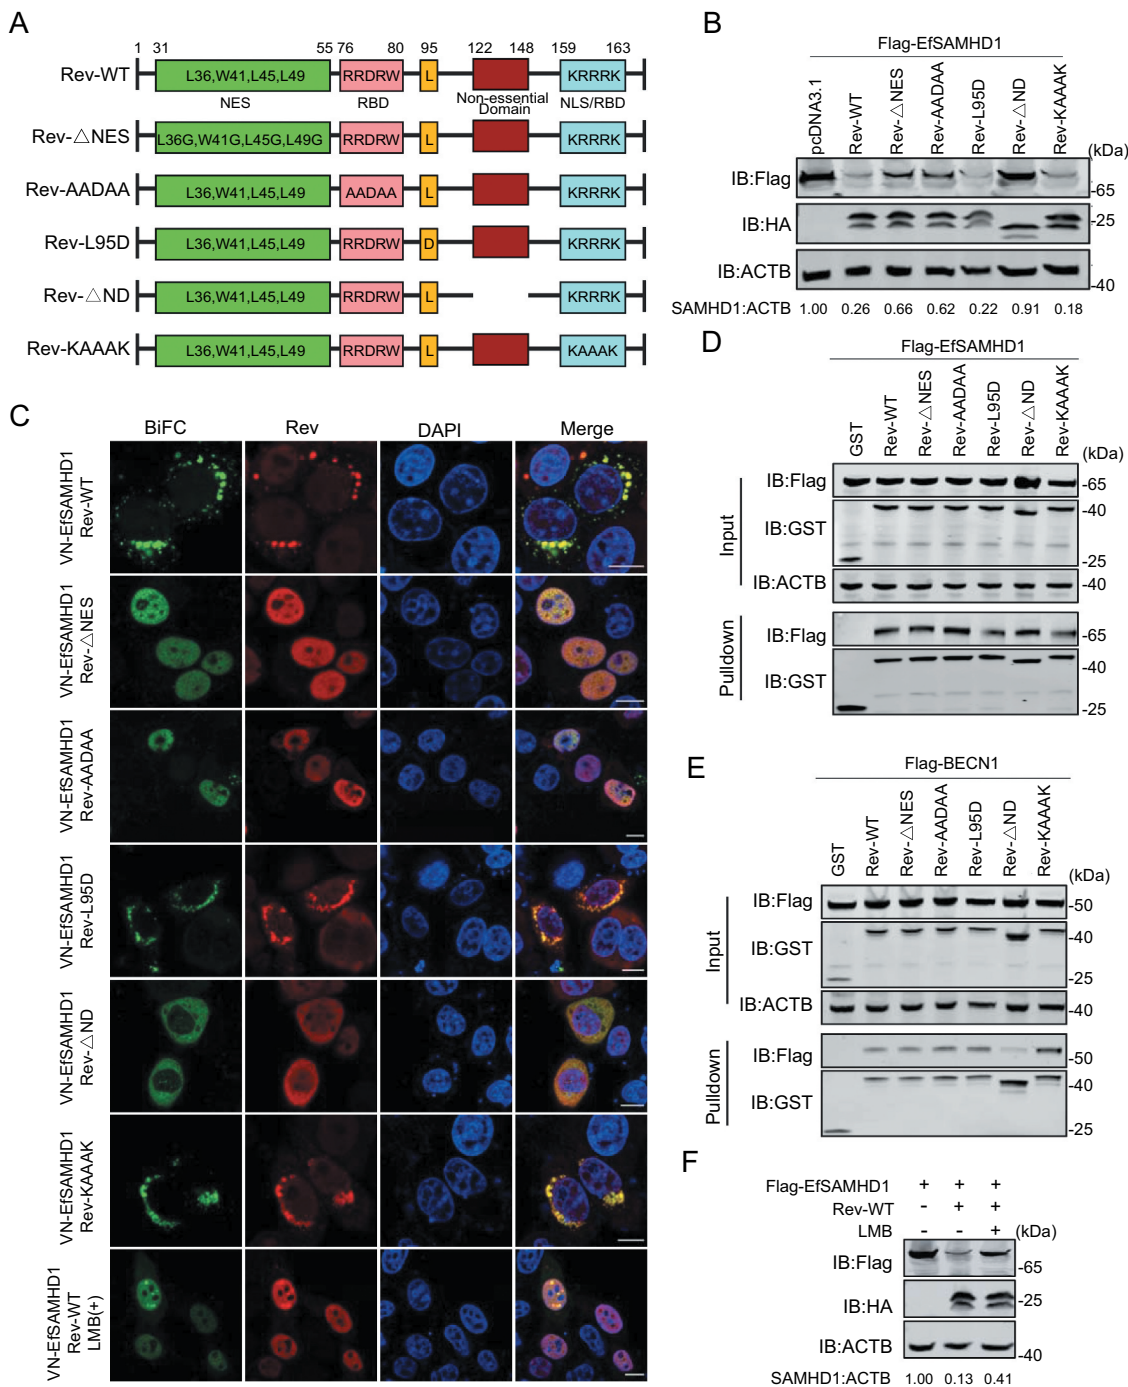 A
1 31 55 76 80 95 122 148 159 163
Rev-WT L36,W41,L45,L49 RRDRW L KRRRK
NES RBD Non-essential Domain NLS/RBD
Rev-△NES L36G,W41G,L45G,L49G RRDRW L KRRRK
Rev-AADAA L36,W41,L45,L49 AADAA L KRRRK
Rev-L95D L36,W41,L45,L49 RRDRW D KRRRK
Rev-△ND L36,W41,L45,L49 RRDRW L KRRRK
Rev-KAAAK L36,W41,L45,L49 RRDRW L KAAAK
B
Flag-EfSAMHD1
pcDNA3.1 Rev-WT Rev-△NES Rev-AADAA Rev-L95D Rev-△ND Rev-KAAAK
(kDa)
IB:Flag -65
IB:HA -25
IB:ACTB -40
SAMHD1:ACTB 1.00 0.26 0.66 0.62 0.22 0.91 0.18
C
BiFC Rev DAPI Merge
VN-EfSAMHD1
Rev-WT
VN-EfSAMHD1
Rev-△NES
VN-EfSAMHD1
Rev-AADAA
VN-EfSAMHD1
Rev-L95D
VN-EfSAMHD1
Rev-△ND
VN-EfSAMHD1
Rev-KAAAK
VN-EfSAMHD1
Rev-WT
LMB(+)
D
Flag-EfSAMHD1
GST Rev-WT Rev-△NES Rev-AADAA Rev-L95D Rev-△ND Rev-KAAAK
(kDa)
Input
IB:Flag -65
IB:GST -40
-25
IB:ACTB -40
Pulldown
IB:Flag -65
IB:GST -40
-25
E
Flag-BECN1
GST Rev-WT Rev-△NES Rev-AADAA Rev-L95D Rev-△ND Rev-KAAAK
(kDa)
Input
IB:Flag -50
IB:GST -40
-25
IB:ACTB -40
Pulldown
IB:Flag -50
IB:GST -40
-25
F
Flag-EfSAMHD1 + + +
Rev-WT - + +
LMB - - + (kDa)
IB:Flag -65
IB:HA -25
IB:ACTB -40
SAMHD1:ACTB 1.00 0.13 0.41